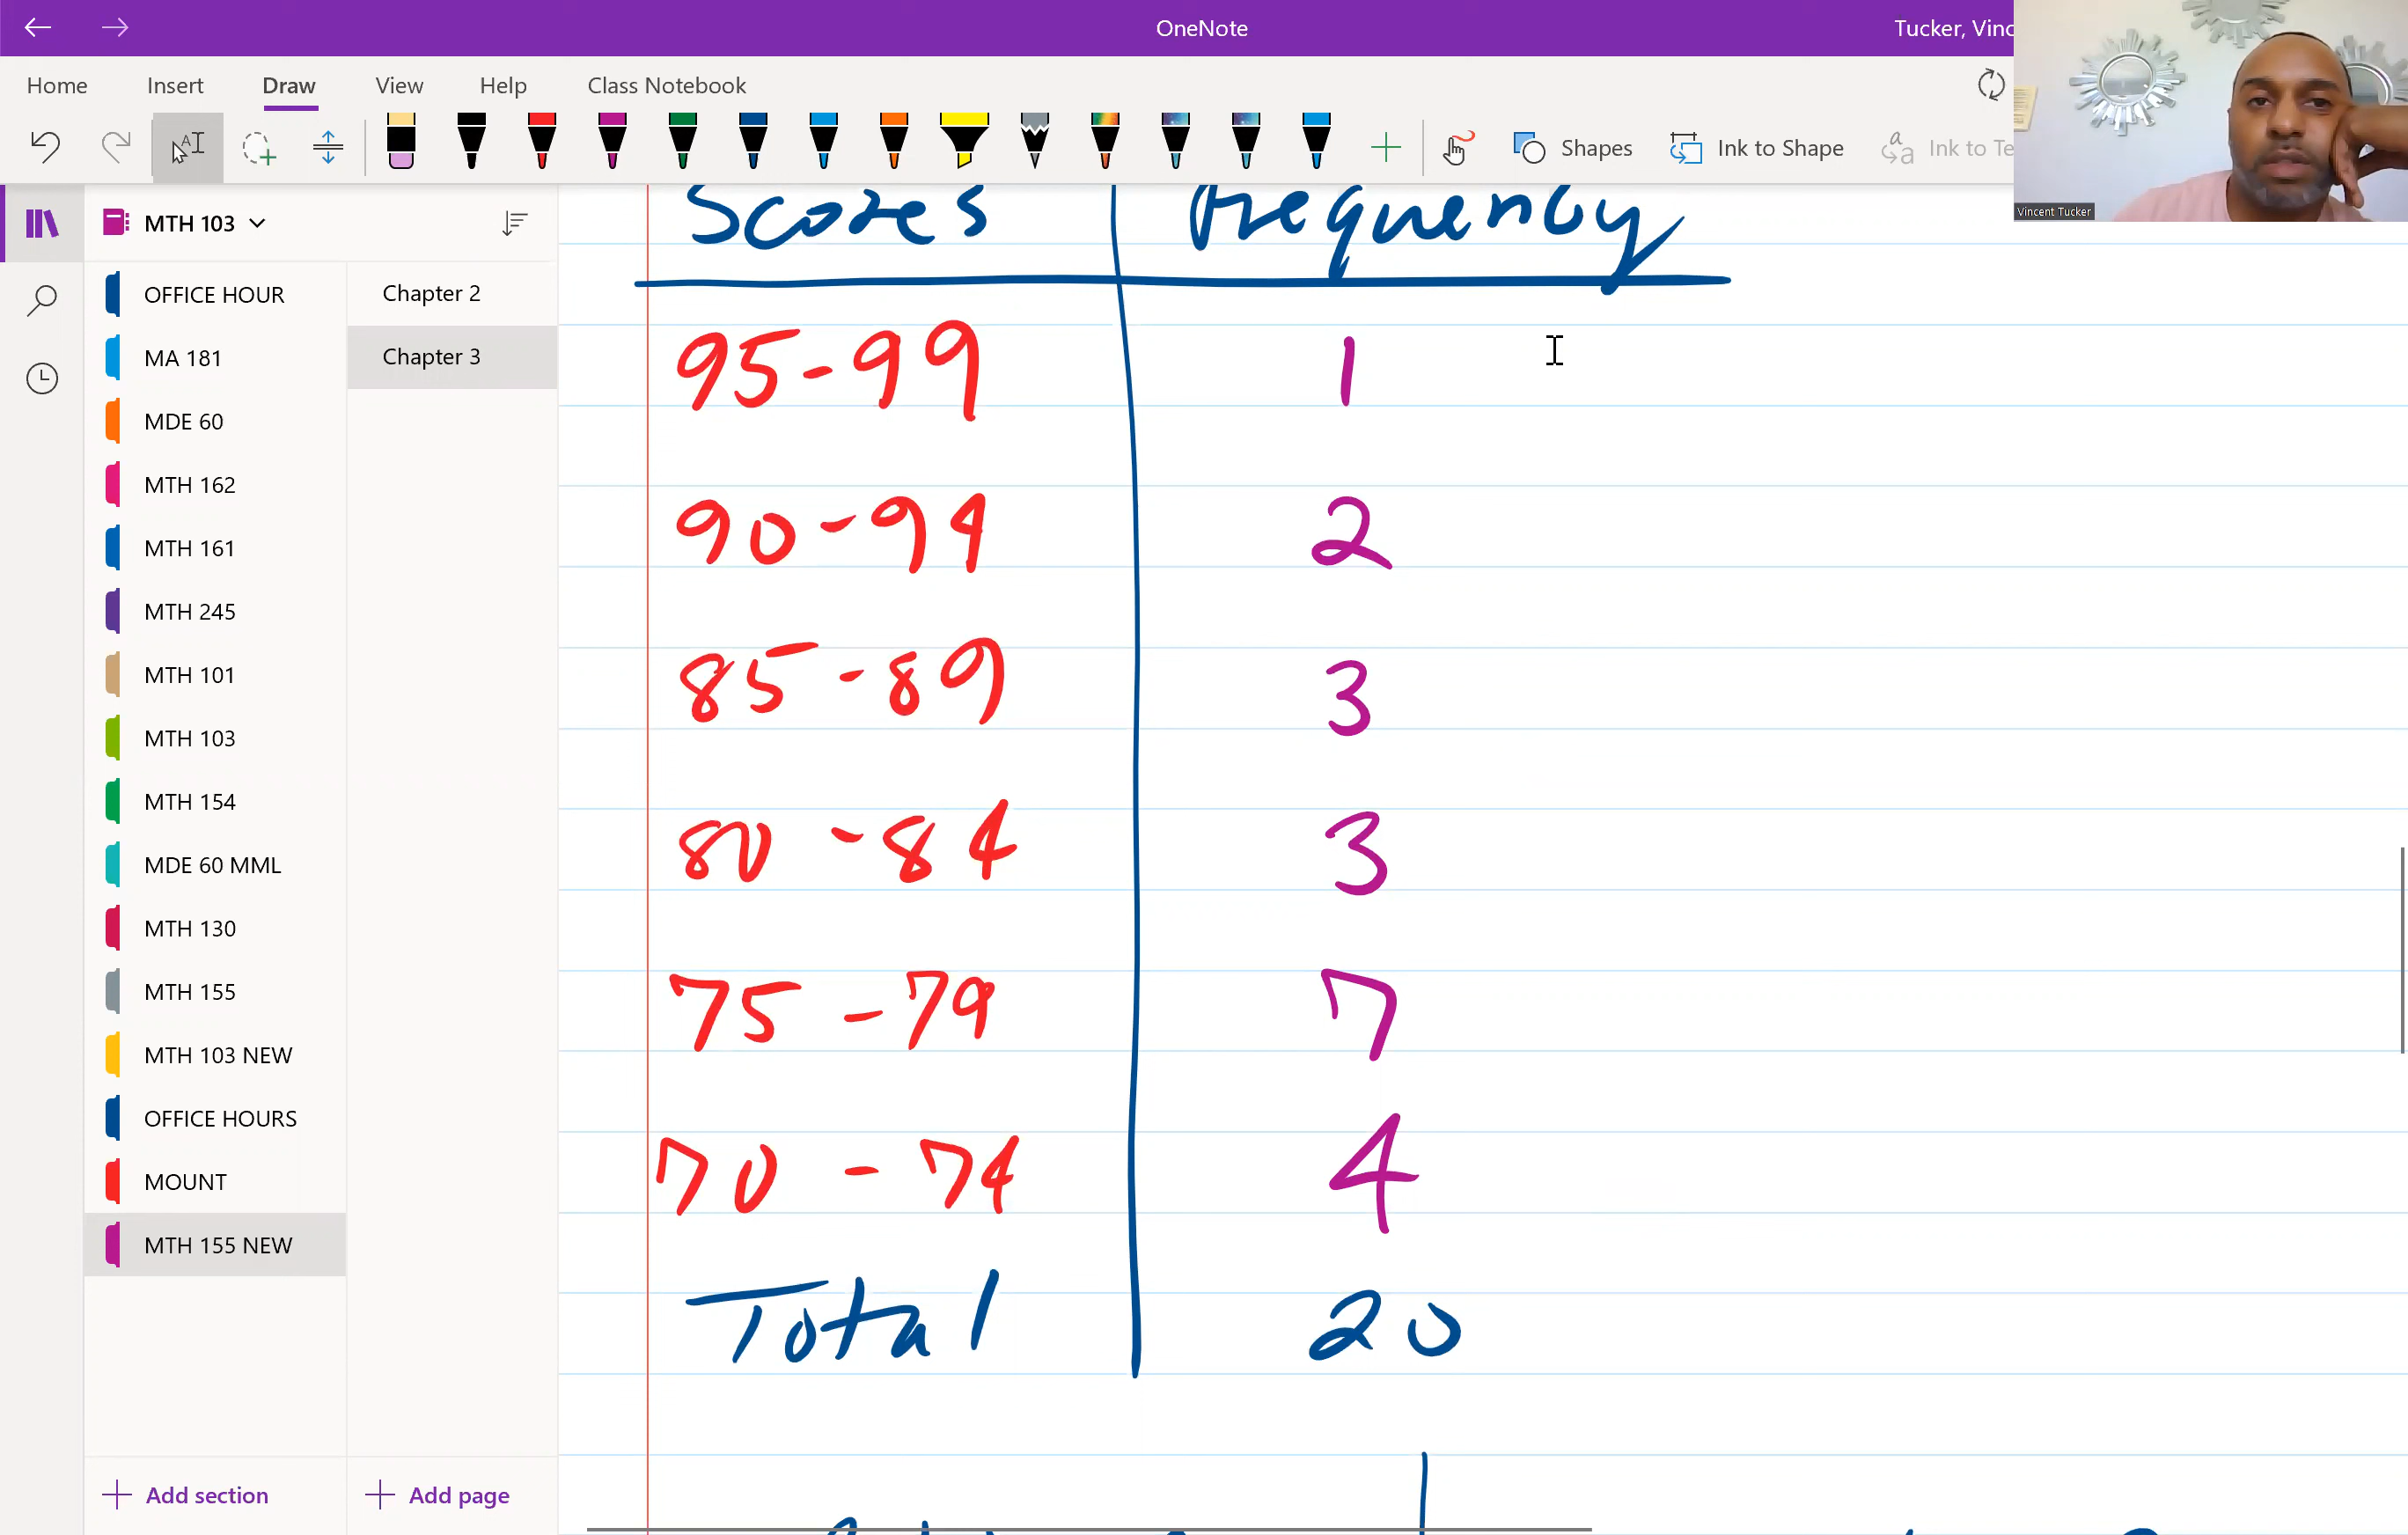 OneNote
Tucker, Vinc
Home Insert Draw View Help Class Notebook
Shapes Ink to Shape Ink to Te
Vincent Tucker
MTH 103
OFFICE HOUR
MA 181
MDE 60
MTH 162
MTH 161
MTH 245
MTH 101
MTH 103
MTH 154
MDE 60 MML
MTH 130
MTH 155
MTH 103 NEW
OFFICE HOURS
MOUNT
MTH 155 NEW
Add section
Chapter 2
Chapter 3
Add page
Scores frequency
95-99 1
90-94 2
85-89 3
80-84 3
75-79 7
70-74 4
Total 20